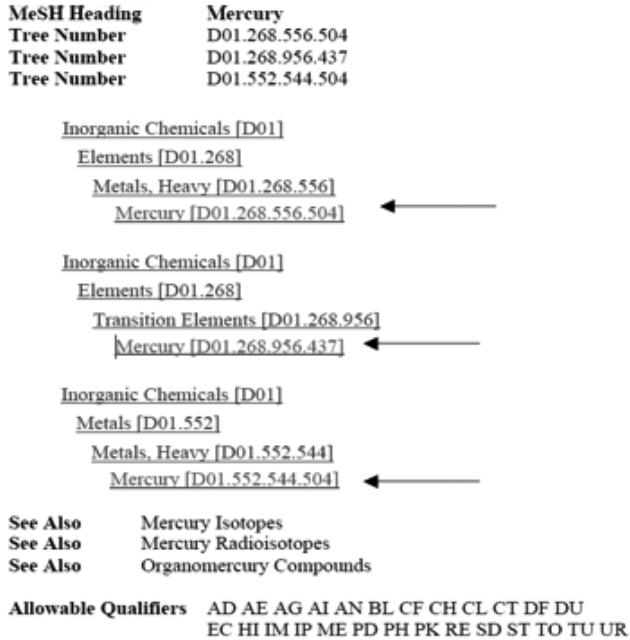 MeSH Heading Mercury
Tree Number D01.268.556.504
Tree Number D01.268.956.437
Tree Number D01.552.544.504
Inorganic Chemicals [D01]
Elements [D01.268]
Metals, Heavy [D01.268.556]
Mercury [D01.268.556.504]
Inorganic Chemicals [D01]
Elements [D01.268]
Transition Elements [D01.268.956]
Mercury [D01.268.956.437]
Inorganic Chemicals [D01]
Metals [D01.552]
Metals, Heavy [D01.552.544]
Mercury [D01.552.544.504]
See Also Mercury Isotopes
See Also Mercury Radioisotopes
See Also Organomercury Compounds
Allowable Qualifiers AD AE AG AI AN BL CF CH CL CT DF DU
EC HI IM IP ME PD PH PK RE SD ST TO TU UR